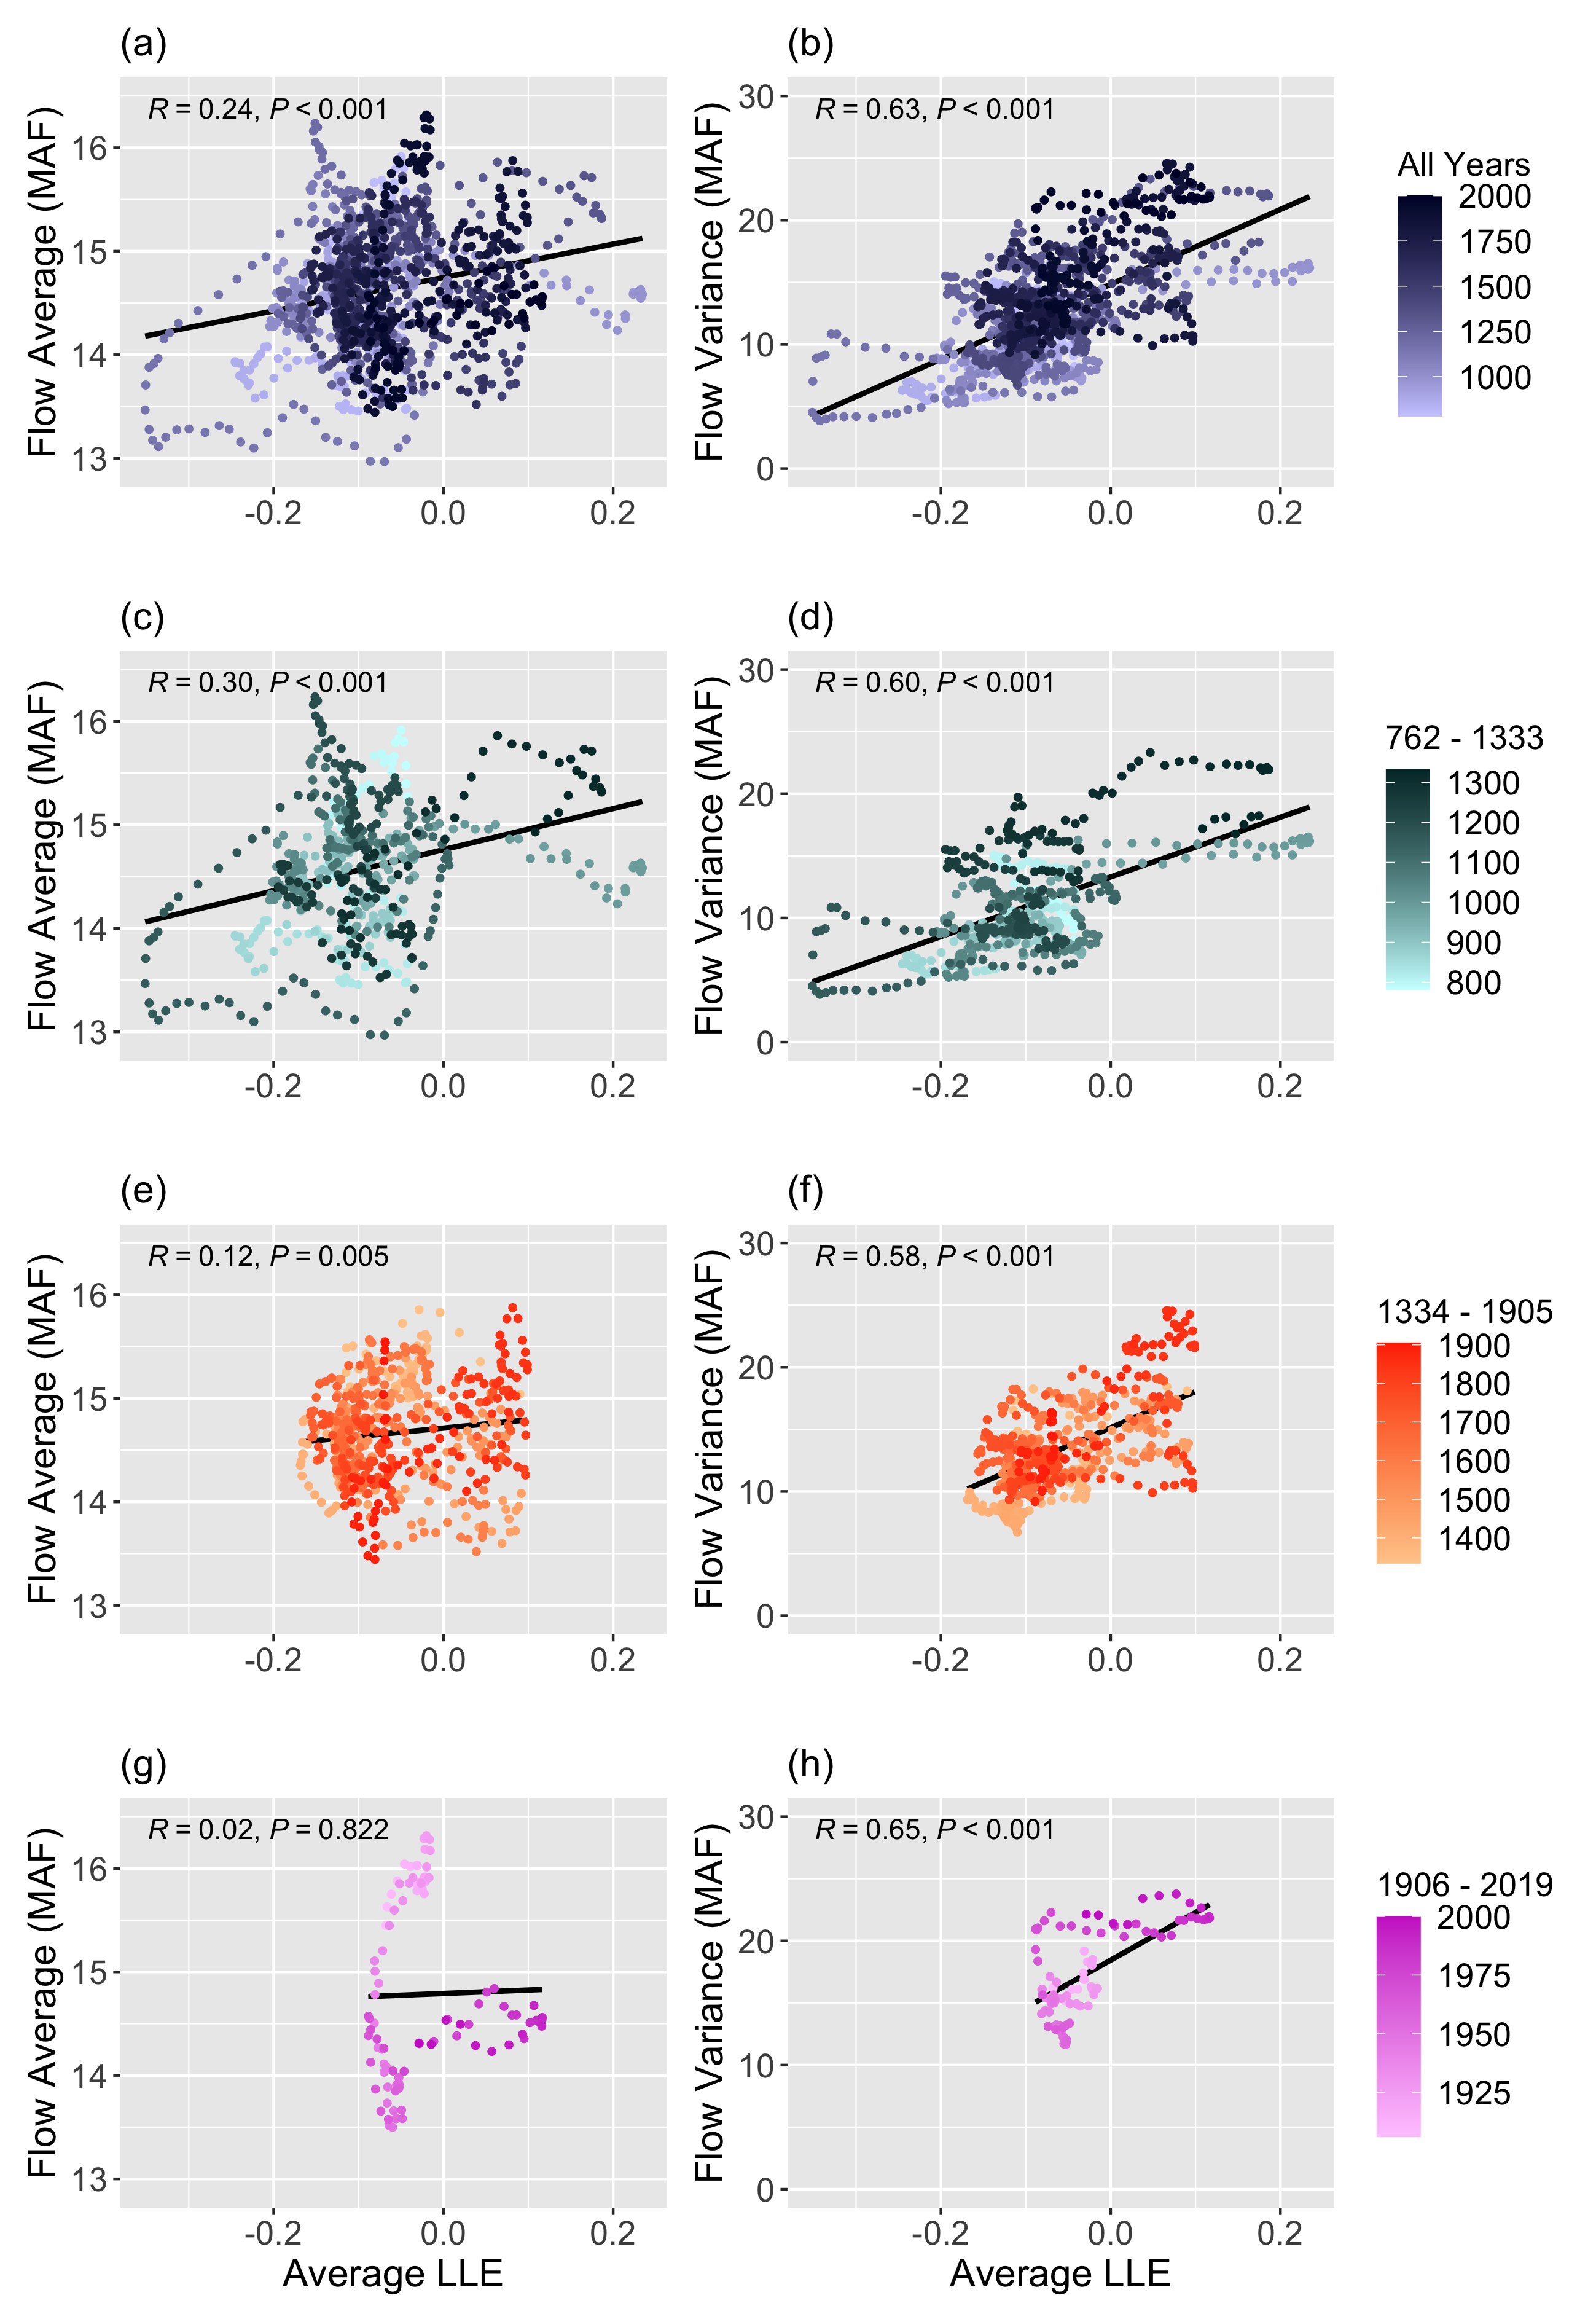 (a)
R = 0.24, P < 0.001
Flow Average (MAF)
16
15
14
13
-0.2 0.0 0.2
(b)
R = 0.63, P < 0.001
Flow Variance (MAF)
30
20
10
0
-0.2 0.0 0.2
All Years
2000
1750
1500
1250
1000
(c)
R = 0.30, P < 0.001
Flow Average (MAF)
16
15
14
13
-0.2 0.0 0.2
(d)
R = 0.60, P < 0.001
Flow Variance (MAF)
30
20
10
0
-0.2 0.0 0.2
762 - 1333
1300
1200
1100
1000
900
800
(e)
R = 0.12, P = 0.005
Flow Average (MAF)
16
15
14
13
-0.2 0.0 0.2
(f)
R = 0.58, P < 0.001
Flow Variance (MAF)
30
20
10
0
-0.2 0.0 0.2
1334 - 1905
1900
1800
1700
1600
1500
1400
(g)
R = 0.02, P = 0.822
Flow Average (MAF)
16
15
14
13
-0.2 0.0 0.2
Average LLE
(h)
R = 0.65, P < 0.001
Flow Variance (MAF)
30
20
10
0
-0.2 0.0 0.2
Average LLE
1906 - 2019
2000
1975
1950
1925